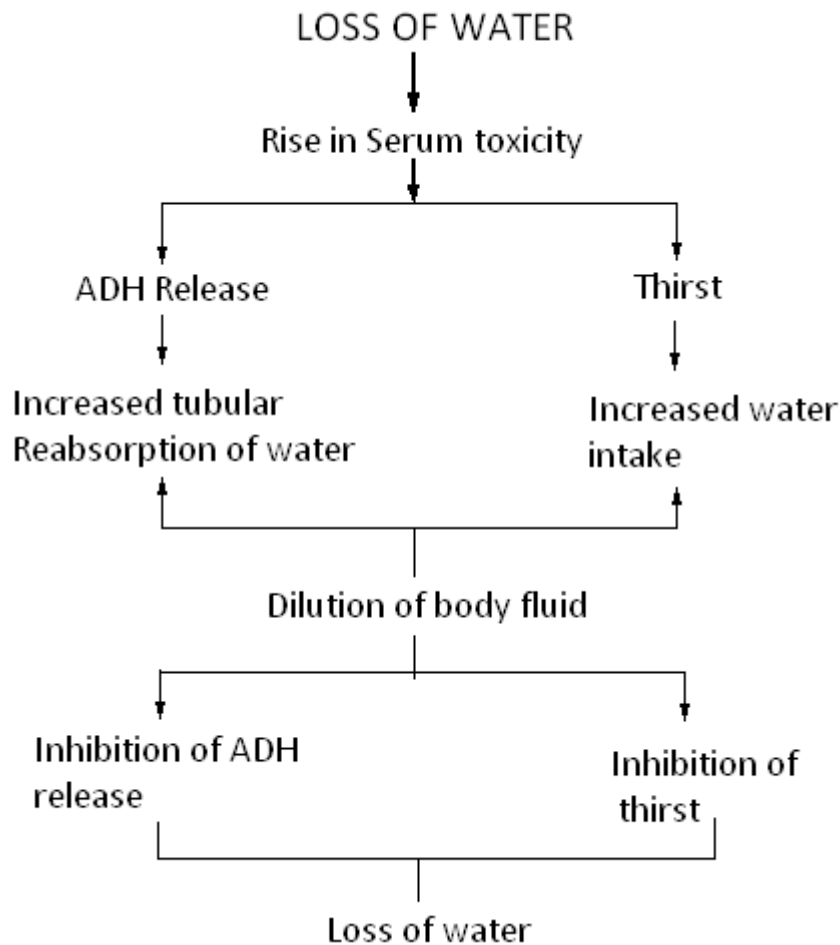 LOSS OF WATER
Rise in Serum toxicity
ADH Release
Thirst
Increased tubular
Reabsorption of water
Increased water
intake
Dilution of body fluid
Inhibition of ADH
release
Inhibition of
thirst
Loss of water